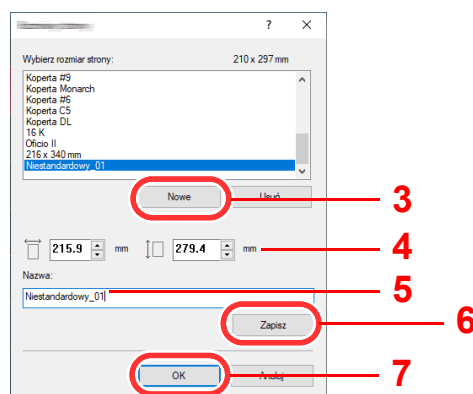 ? ×
Wybierz rozmiar strony: 210 x 297 mm
Koperta #9
Koperta Monarch
Koperta #6
Koperta C5
Koperta DL
16 K
Oficio II
216 x 340 mm
Niestandardowy_01
Nowe Usuń 3
215.9 mm 279.4 mm 4
Nazwa:
Niestandardowy_01 5
Zapisz 6
OK Anuluj 7